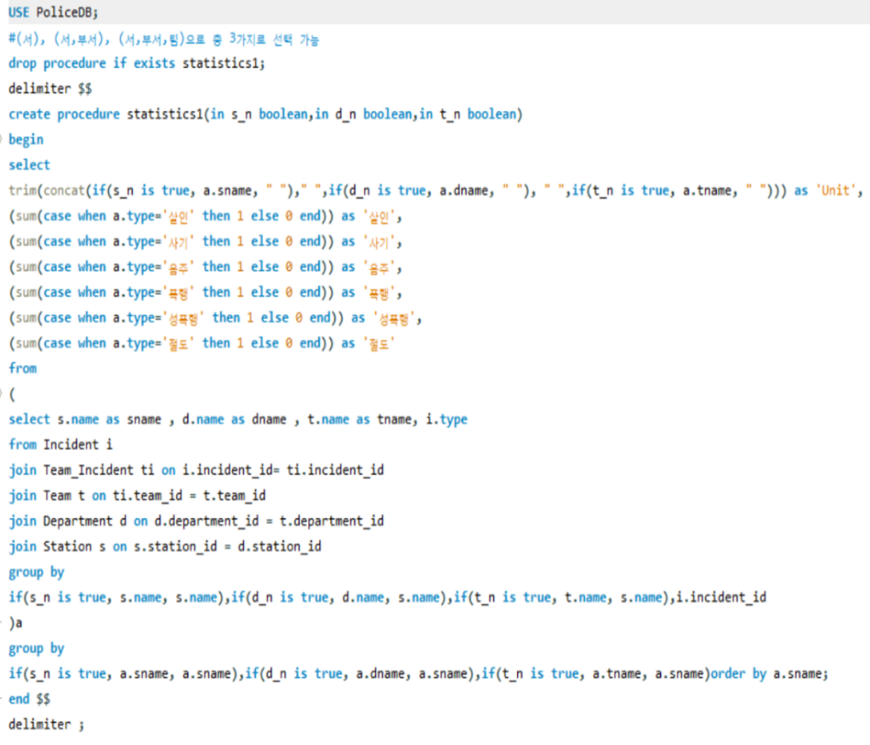 USE PoliceDB;
#(서), (서,부서), (서,부서,팀)으로 총 3가지로 선택 가능
drop procedure if exists statistics1;
delimiter $$
create procedure statistics1(in s_n boolean,in d_n boolean,in t_n boolean)
begin
select
trim(concat(if(s_n is true, a.sname, " ")," ",if(d_n is true, a.dname, " "), " ",if(t_n is true, a.tname, " "))) as 'Unit',
(sum(case when a.type='살인' then 1 else 0 end)) as '살인',
(sum(case when a.type='사기' then 1 else 0 end)) as '사기',
(sum(case when a.type='음주' then 1 else 0 end)) as '음주',
(sum(case when a.type='폭행' then 1 else 0 end)) as '폭행',
(sum(case when a.type='성폭행' then 1 else 0 end)) as '성폭행',
(sum(case when a.type='절도' then 1 else 0 end)) as '절도'
from
(
select s.name as sname , d.name as dname , t.name as tname, i.type
from Incident i
join Team_Incident ti on i.incident_id= ti.incident_id
join Team t on ti.team_id = t.team_id
join Department d on d.department_id = t.department_id
join Station s on s.station_id = d.station_id
group by
if(s_n is true, s.name, s.name),if(d_n is true, d.name, s.name),if(t_n is true, t.name, s.name),i.incident_id
)a
group by
if(s_n is true, a.sname, a.sname),if(d_n is true, a.dname, a.sname),if(t_n is true, a.tname, a.sname)order by a.sname;
end $$
delimiter ;